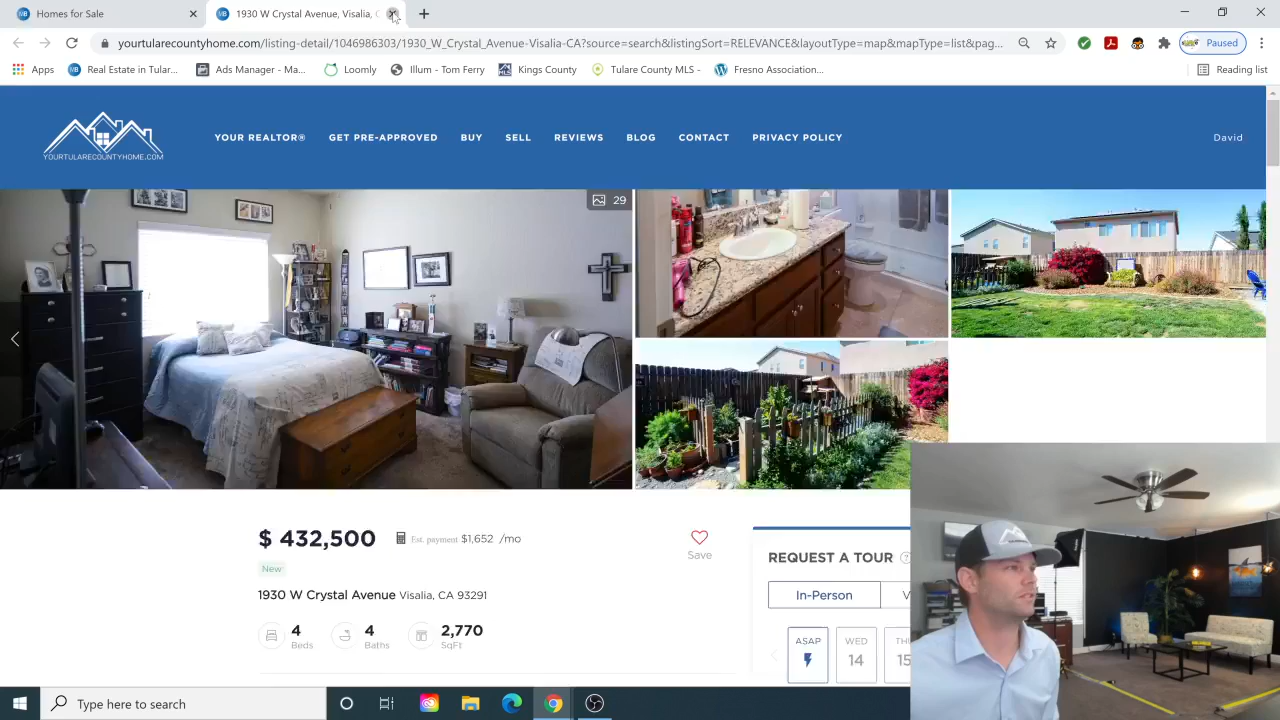 Homes for Sale
1930 W Crystal Avenue, Visalia, C
yourtularecountyhome.com/listing-detail/1046986303/1930_W_Crystal_Avenue-Visalia-CA?source=search&listingSort=RELEVANCE&layoutType=map&mapType=list&pag...
Paused
Apps
Real Estate in Tular...
Ads Manager - Ma...
Loomly
Illum - Tom Ferry
Kings County
Tulare County MLS -
Fresno Association...
Reading list
YOURTULARECOUNTYHOME.COM
YOUR REALTOR®
GET PRE-APPROVED
BUY
SELL
REVIEWS
BLOG
CONTACT
PRIVACY POLICY
David
29
$ 432,500
Est. payment $1,652 /mo
Save
New
1930 W Crystal Avenue Visalia, CA 93291
4
Beds
4
Baths
2,770
SqFt
REQUEST A TOUR
In-Person
V
ASAP
WED
14
THU
15
Type here to search